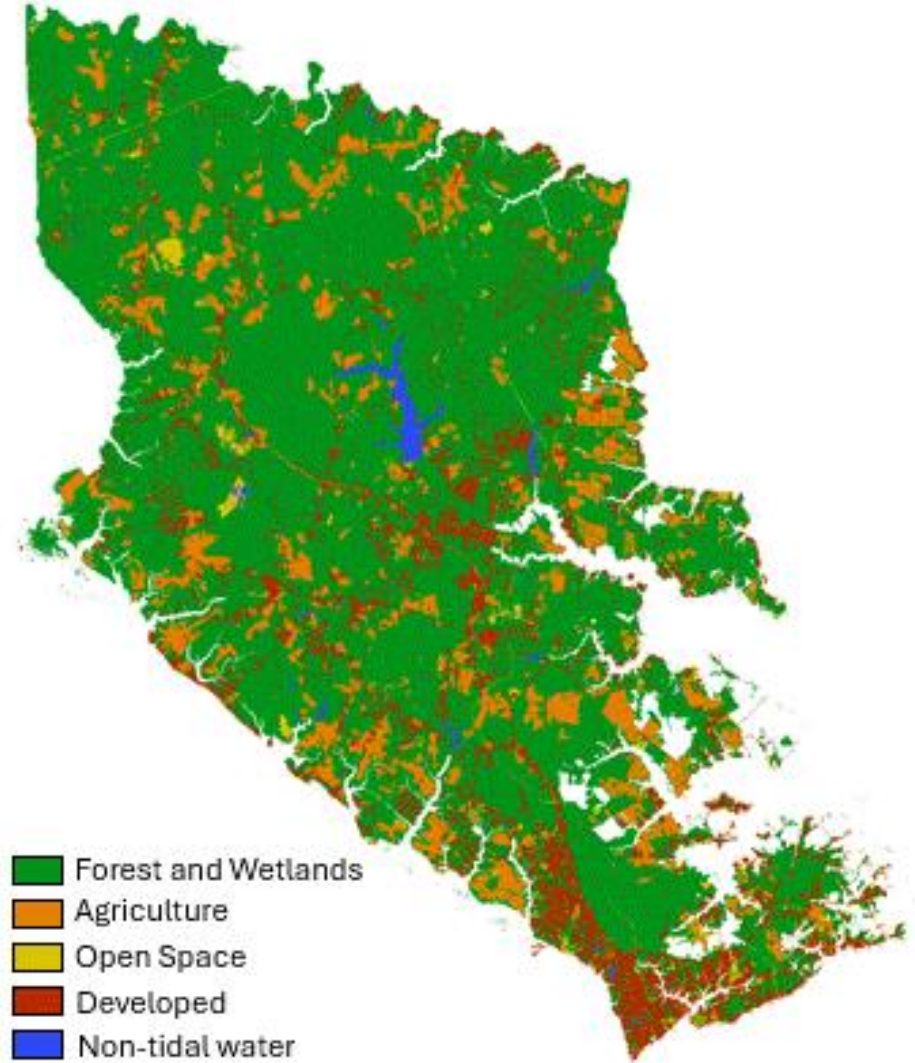 Forest and Wetlands
Agriculture
Open Space
Developed
Non-tidal water